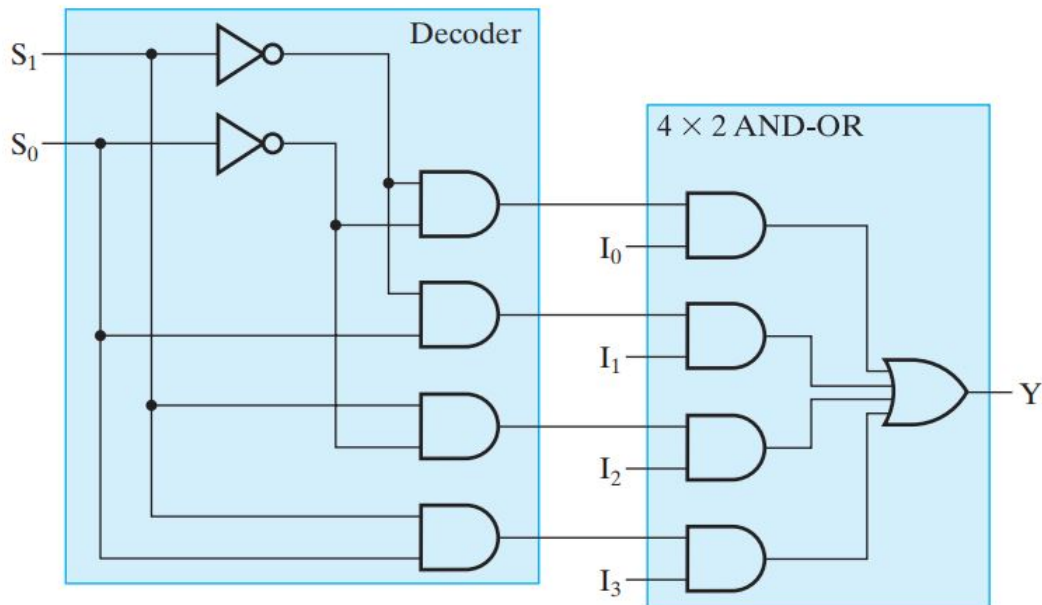 Decoder
S₁
S₀
4 × 2 AND-OR
I₀
I₁
Y
I₂
I₃